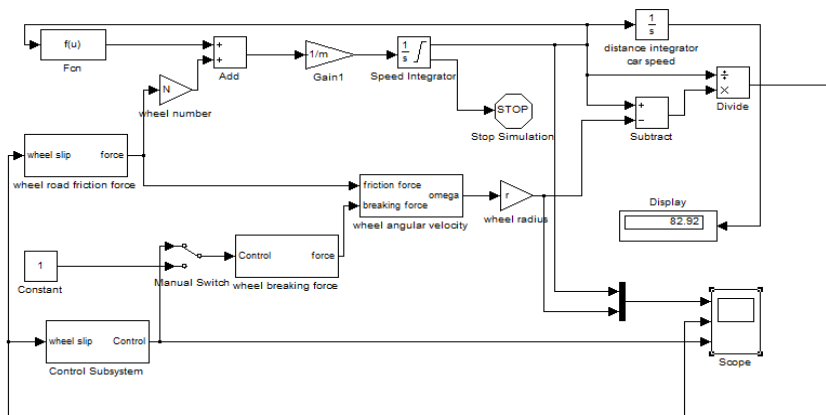 f(u)
Fcn
+
+
Add
-1/m
Gain1
1
s
Speed Integrator
1
s
distance integrator
car speed
N
wheel number
STOP
Stop Simulation
+
−
Subtract
÷
×
Divide
wheel slip force
wheel road friction force
friction force
breaking force
omega
wheel angular velocity
r
wheel radius
Display
82.92
1
Constant
Manual Switch
Control force
wheel breaking force
wheel slip Control
Control Subsystem
Scope